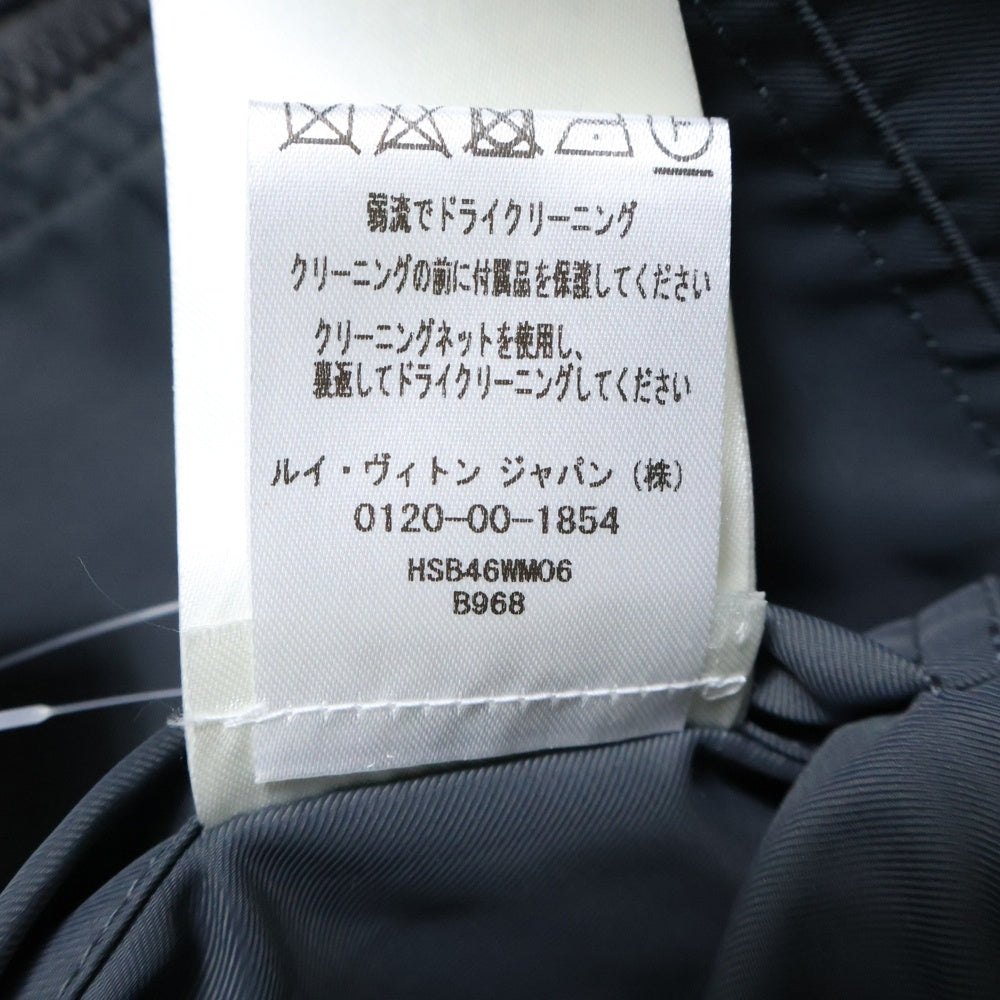 弱流でドライクリーニング
クリーニングの前に付属品を保護してください
クリーニングネットを使用し、
裏返してドライクリーニングしてください
ルイ・ヴィトン ジャパン (株)
0120-00-1854
HSB46WM06
B968